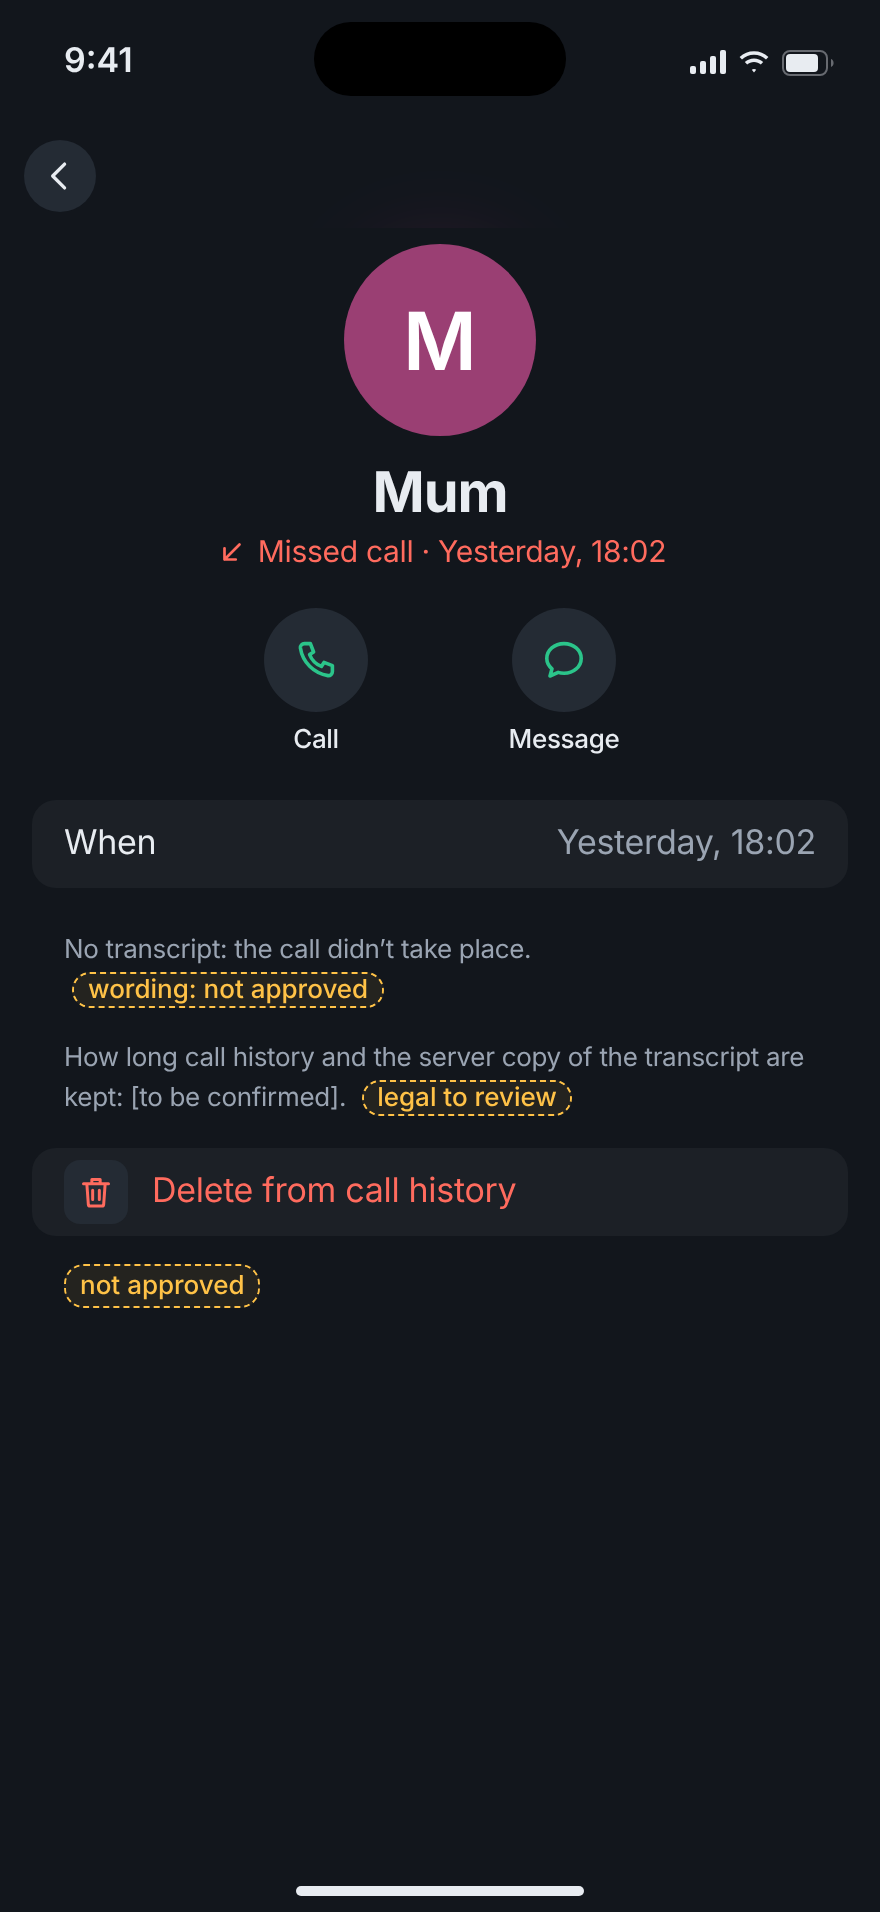 9:41
M
Mum
Missed call · Yesterday, 18:02
Call
Message
When
Yesterday, 18:02
No transcript: the call didn’t take place.
wording: not approved
How long call history and the server copy of the transcript are
kept: [to be confirmed]. legal to review
Delete from call history
not approved